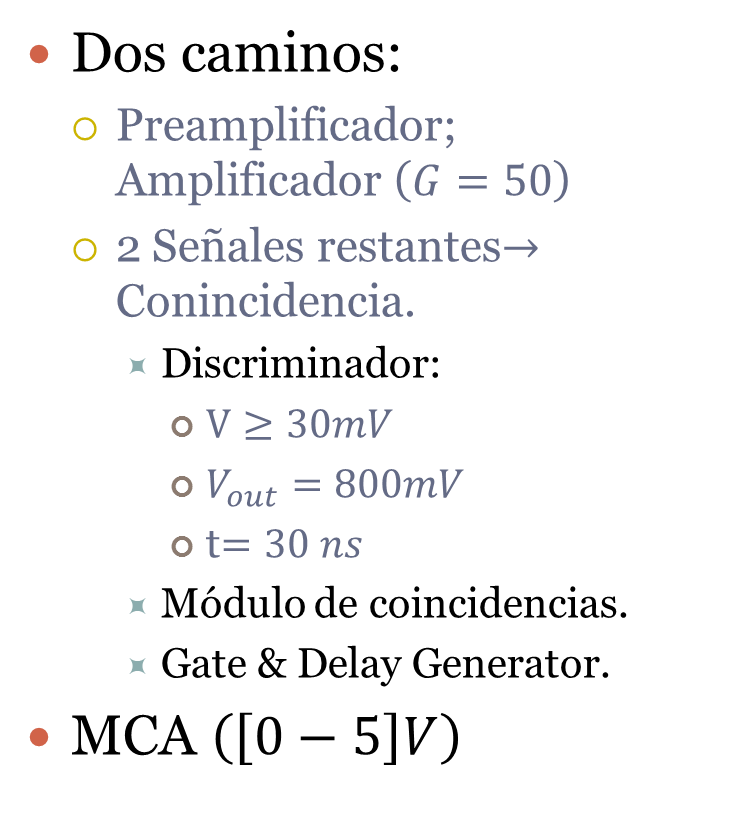 Dos caminos:
Preamplificador;
Amplificador (G = 50)
2 Señales restantes→
Conincidencia.
Discriminador:
V ≥ 30mV
V_out = 800mV
t= 30 ns
Módulo de coincidencias.
Gate & Delay Generator.
MCA ([0 − 5]V)